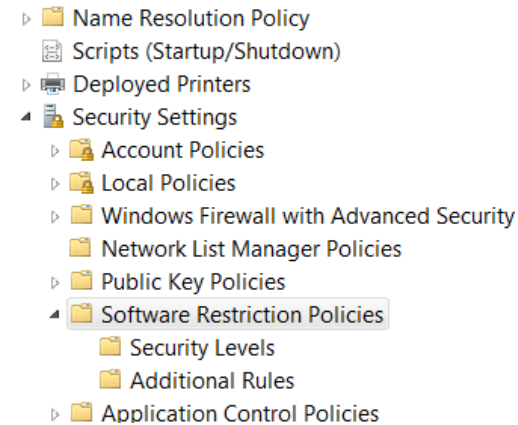 Name Resolution Policy
Scripts (Startup/Shutdown)
Deployed Printers
Security Settings
Account Policies
Local Policies
Windows Firewall with Advanced Security
Network List Manager Policies
Public Key Policies
Software Restriction Policies
Security Levels
Additional Rules
Application Control Policies